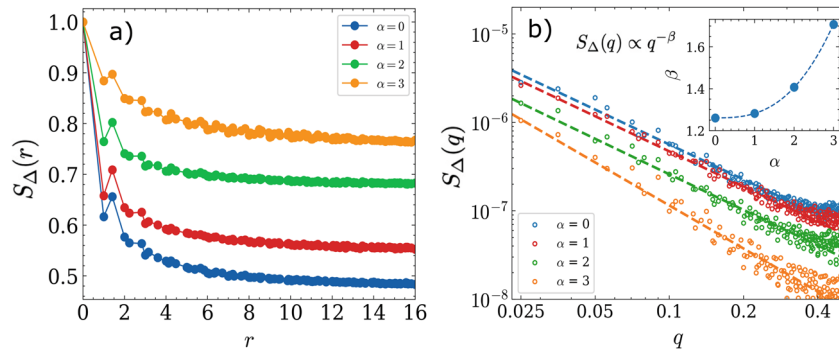 a)
1.0
0.9
0.8
0.7
0.6
0.5
S_Δ(r)
0 2 4 6 8 10 12 14 16
r
α = 0
α = 1
α = 2
α = 3
b)
S_Δ(q) ∝ q^{-β}
10^{-5}
10^{-6}
10^{-7}
10^{-8}
S_Δ(q)
0.025 0.05 0.1 0.2 0.4
q
α = 0
α = 1
α = 2
α = 3
1.6
1.4
1.2
β
0 1 2 3
α